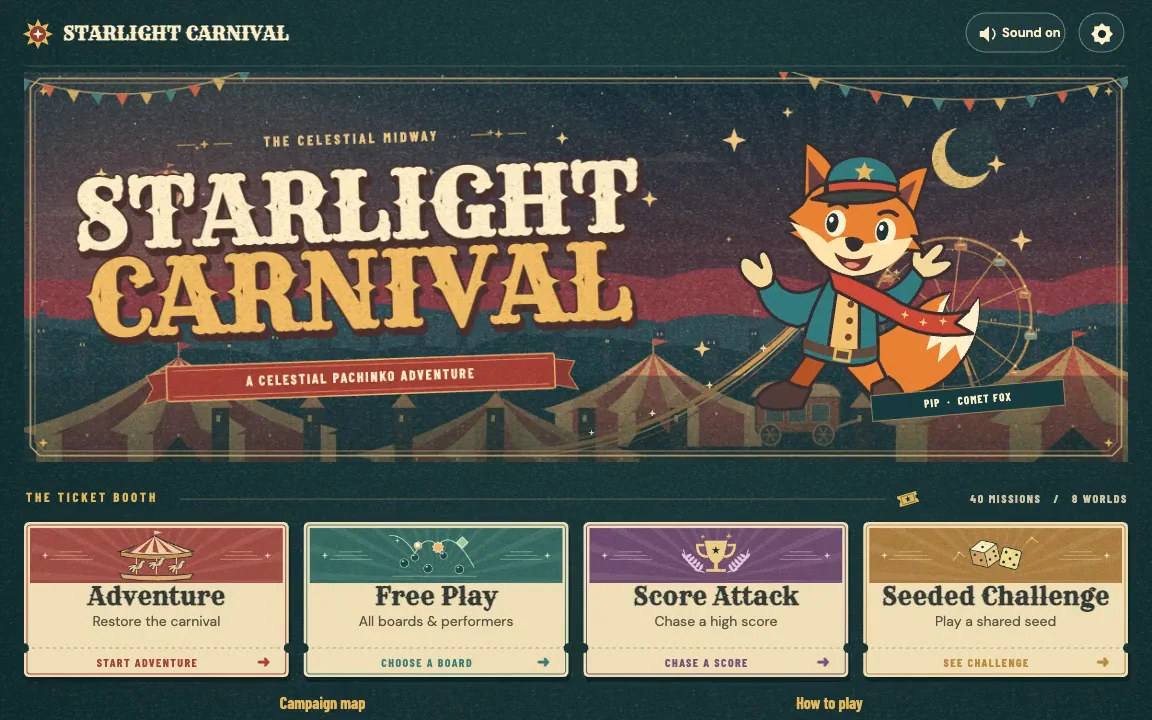 STARLIGHT CARNIVAL
Sound on
THE CELESTIAL MIDWAY
STARLIGHT
CARNIVAL
A CELESTIAL PACHINKO ADVENTURE
PIP · COMET FOX
THE TICKET BOOTH
40 MISSIONS / 8 WORLDS
Adventure
Restore the carnival
START ADVENTURE
Free Play
All boards & performers
CHOOSE A BOARD
Score Attack
Chase a high score
CHASE A SCORE
Seeded Challenge
Play a shared seed
SEE CHALLENGE
Campaign map
How to play